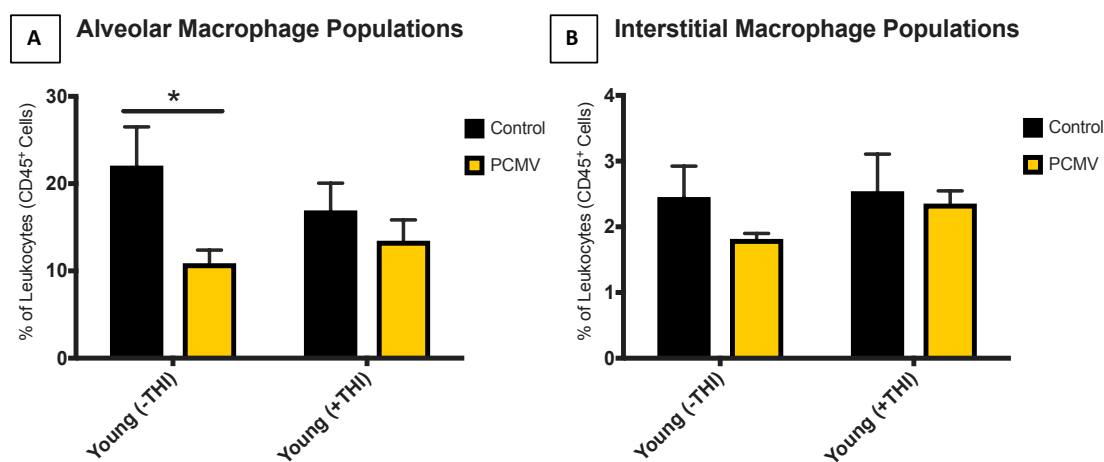 A
Alveolar Macrophage Populations
% of Leukocytes (CD45⁺ Cells)
30
20
10
0
*
Control
PCMV
Young (-THI)
Young (+THI)
B
Interstitial Macrophage Populations
% of Leukocytes (CD45⁺ Cells)
4
3
2
1
0
Control
PCMV
Young (-THI)
Young (+THI)